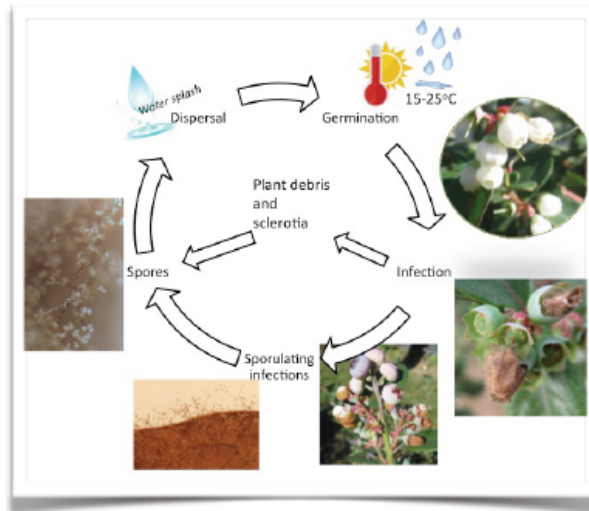 Water splash
Dispersal
Germination
15-25°C
Plant debris
and
sclerotia
Spores
Infection
Sporulating
infections